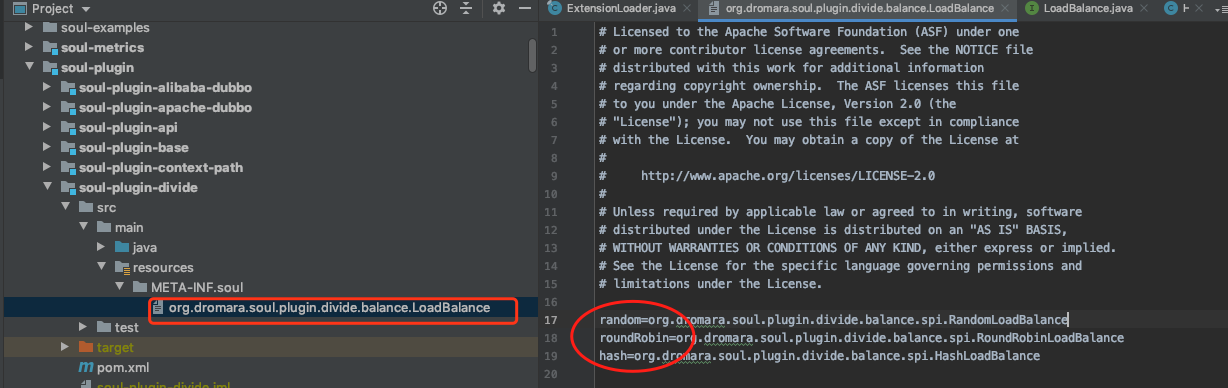 Project
soul-examples
soul-metrics
soul-plugin
soul-plugin-alibaba-dubbo
soul-plugin-apache-dubbo
soul-plugin-api
soul-plugin-base
soul-plugin-context-path
soul-plugin-divide
src
main
java
resources
META-INF.soul
org.dromara.soul.plugin.divide.balance.LoadBalance
test
target
pom.xml
soul-plugin-divide.iml
ExtensionLoader.java
org.dromara.soul.plugin.divide.balance.LoadBalance
LoadBalance.java
1 # Licensed to the Apache Software Foundation (ASF) under one
2 # or more contributor license agreements.  See the NOTICE file
3 # distributed with this work for additional information
4 # regarding copyright ownership.  The ASF licenses this file
5 # to you under the Apache License, Version 2.0 (the
6 # "License"); you may not use this file except in compliance
7 # with the License.  You may obtain a copy of the License at
8 #
9 #     http://www.apache.org/licenses/LICENSE-2.0
10 #
11 # Unless required by applicable law or agreed to in writing, software
12 # distributed under the License is distributed on an "AS IS" BASIS,
13 # WITHOUT WARRANTIES OR CONDITIONS OF ANY KIND, either express or implied.
14 # See the License for the specific language governing permissions and
15 # limitations under the License.
16
17 random=org.dromara.soul.plugin.divide.balance.spi.RandomLoadBalance
18 roundRobin=org.dromara.soul.plugin.divide.balance.spi.RoundRobinLoadBalance
19 hash=org.dromara.soul.plugin.divide.balance.spi.HashLoadBalance
20